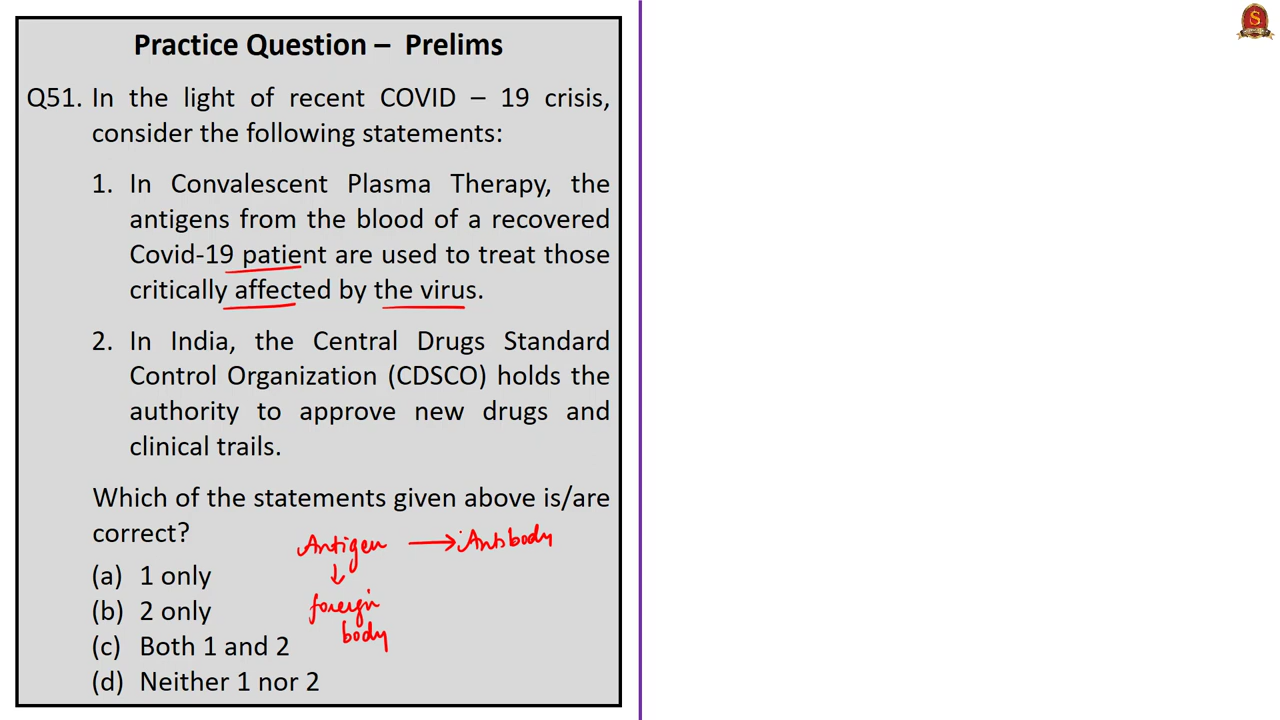 Practice Question – Prelims
Q51. In the light of recent COVID – 19 crisis,
consider the following statements:
1. In Convalescent Plasma Therapy, the
antigens from the blood of a recovered
Covid-19 patient are used to treat those
critically affected by the virus.
2. In India, the Central Drugs Standard
Control Organization (CDSCO) holds the
authority to approve new drugs and
clinical trails.
Which of the statements given above is/are
correct?
Antigen → Antibody
↓
foreign
body
(a) 1 only
(b) 2 only
(c) Both 1 and 2
(d) Neither 1 nor 2
S